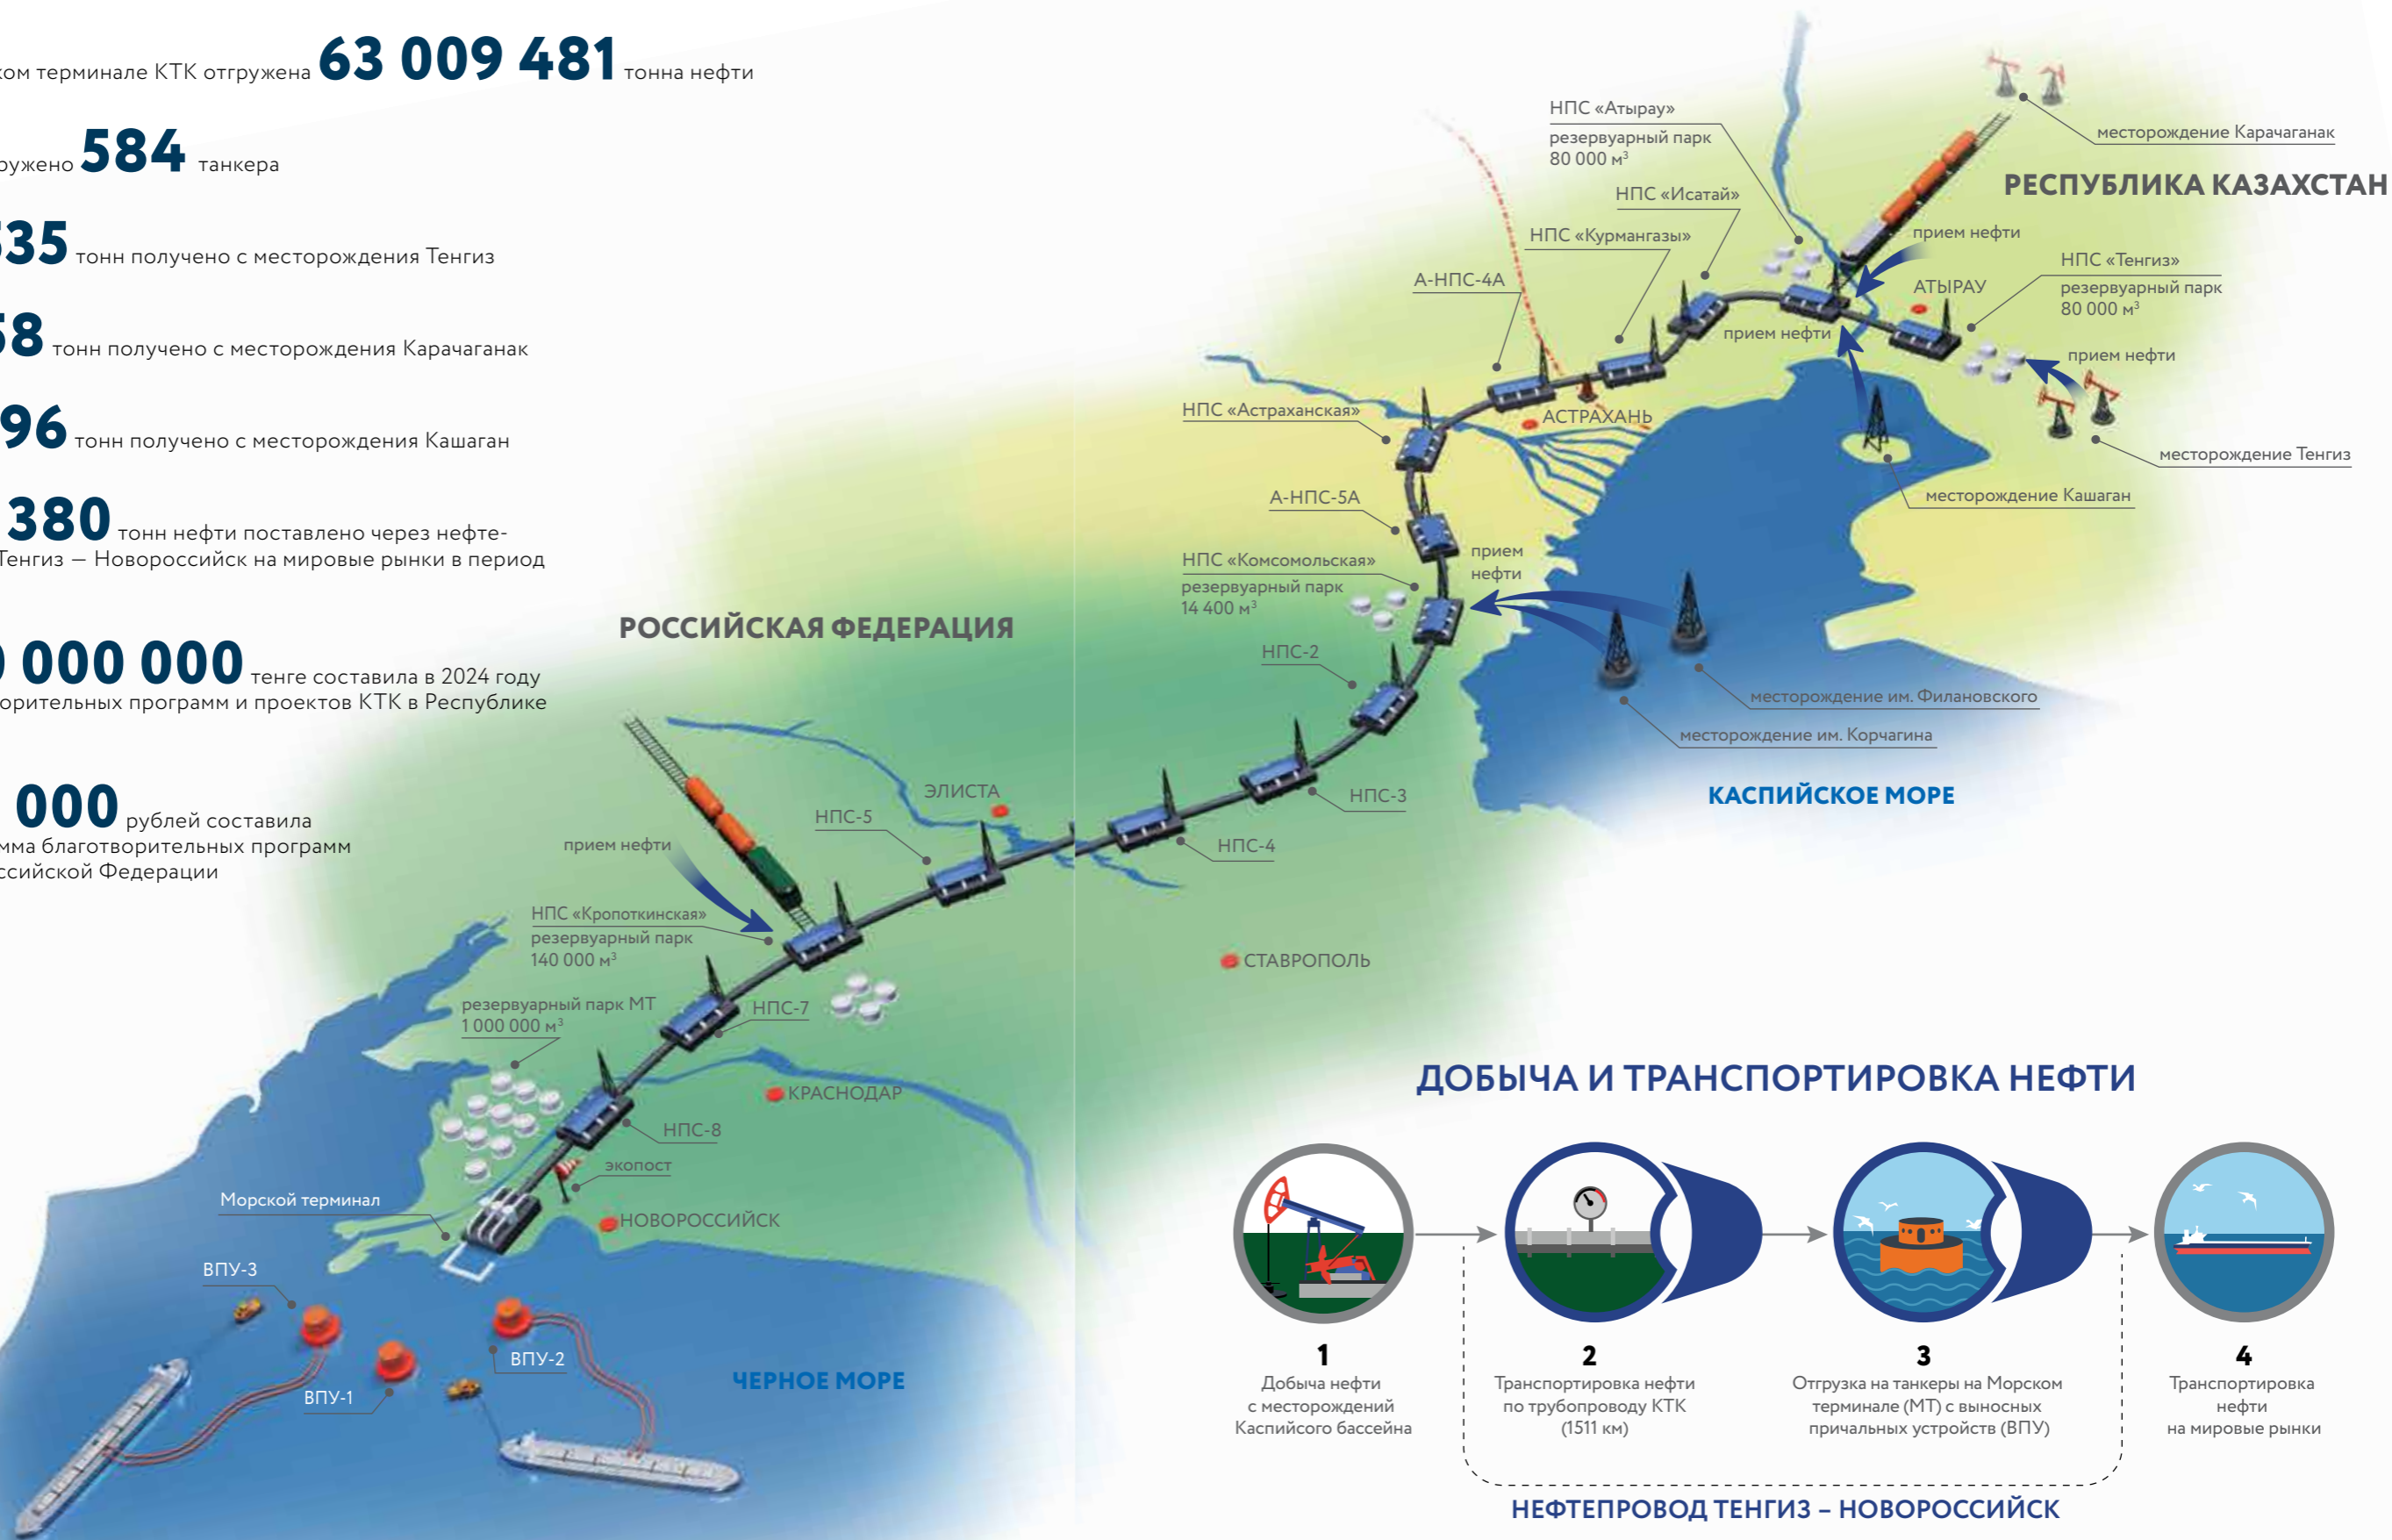 ком терминале КТК отгружена 63 009 481 тонна нефти
ружено 584 танкера
535 тонн получено с месторождения Тенгиз
58 тонн получено с месторождения Карачаганак
96 тонн получено с месторождения Кашаган
380 тонн нефти поставлено через нефте-
Тенгиз — Новороссийск на мировые рынки в период
0 000 000 тенге составила в 2024 году
орительных программ и проектов КТК в Республике
000 рублей составила
мма благотворительных программ
ссийской Федерации
РОССИЙСКАЯ ФЕДЕРАЦИЯ
РЕСПУБЛИКА КАЗАХСТАН
месторождение Карачаганак
НПС «Атырау»
резервуарный парк
80 000 м³
НПС «Исатай»
НПС «Курмангазы»
А-НПС-4А
прием нефти
НПС «Тенгиз»
резервуарный парк
80 000 м³
АТЫРАУ
прием нефти
прием нефти
месторождение Тенгиз
месторождение Кашаган
НПС «Астраханская»
АСТРАХАНЬ
А-НПС-5А
НПС «Комсомольская»
резервуарный парк
14 400 м³
прием
нефти
НПС-2
месторождение им. Филановского
месторождение им. Корчагина
КАСПИЙСКОЕ МОРЕ
НПС-3
НПС-4
ЭЛИСТА
НПС-5
прием нефти
НПС «Кропоткинская»
резервуарный парк
140 000 м³
СТАВРОПОЛЬ
резервуарный парк МТ
1 000 000 м³
НПС-7
КРАСНОДАР
НПС-8
экопост
Морской терминал
НОВОРОССИЙСК
ВПУ-3
ВПУ-2
ВПУ-1
ЧЕРНОЕ МОРЕ
ДОБЫЧА И ТРАНСПОРТИРОВКА НЕФТИ
1
Добыча нефти
с месторождений
Каспийсого бассейна
2
Транспортировка нефти
по трубопроводу КТК
(1511 км)
3
Отгрузка на танкеры на Морском
терминале (МТ) с выносных
причальных устройств (ВПУ)
4
Транспортировка
нефти
на мировые рынки
НЕФТЕПРОВОД ТЕНГИЗ – НОВОРОССИЙСК